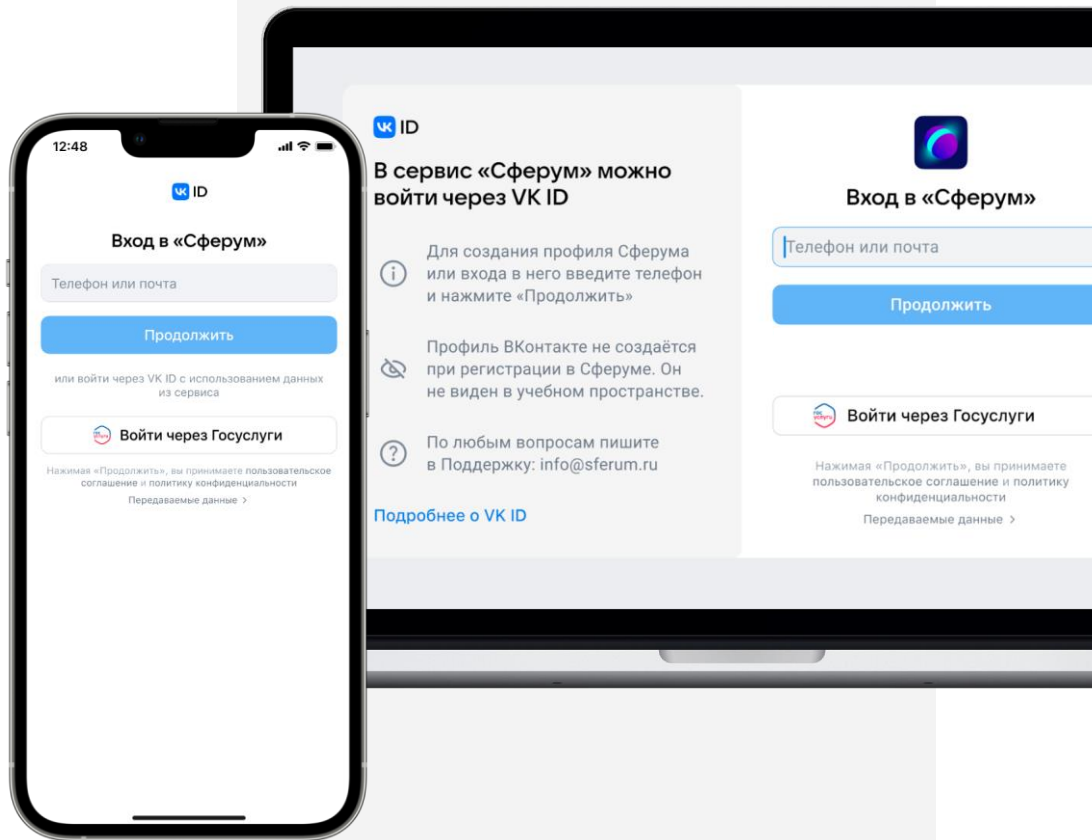 12:48
VK ID
Вход в «Сферум»
Телефон или почта
Продолжить
или войти через VK ID с использованием данных
из сервиса
Войти через Госуслуги
Нажимая «Продолжить», вы принимаете пользовательское
соглашение и политику конфиденциальности
Передаваемые данные >
VK ID
В сервис «Сферум» можно
войти через VK ID
Для создания профиля Сферума
или входа в него введите телефон
и нажмите «Продолжить»
Профиль ВКонтакте не создаётся
при регистрации в Сферуме. Он
не виден в учебном пространстве.
По любым вопросам пишите
в Поддержку: info@sferum.ru
Подробнее о VK ID
Вход в «Сферум»
Телефон или почта
Продолжить
Войти через Госуслуги
Нажимая «Продолжить», вы принимаете
пользовательское соглашение и политику
конфиденциальности
Передаваемые данные >